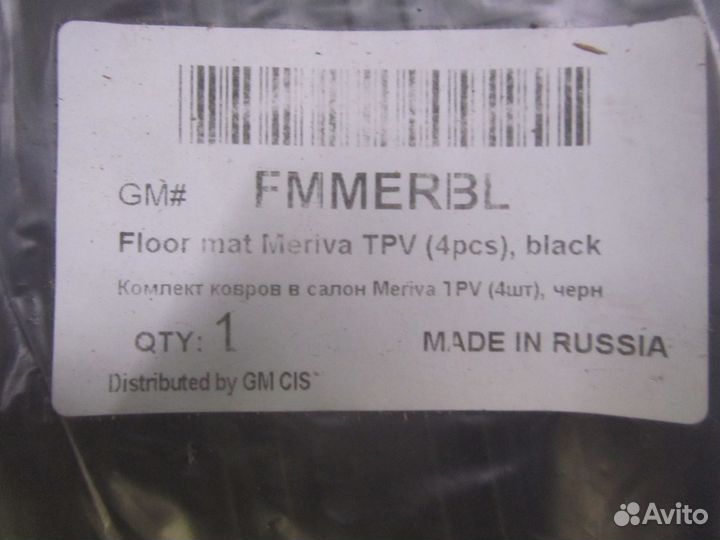 GM# FMMERBL
Floor mat Meriva TPV (4pcs), black
Комлект ковров в салон Meriva TPV (4шт), черн
QTY: 1 MADE IN RUSSIA
Distributed by GM CIS
Avito